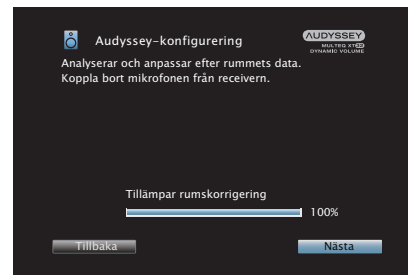 Audyssey-konfigurering
AUDYSSEY
MULTEQ XT32
DYNAMIC VOLUME
Analyserar och anpassar efter rummets data.
Koppla bort mikrofonen från receivern.
Tillämpar rumskorrigering
100%
Tillbaka
Nästa